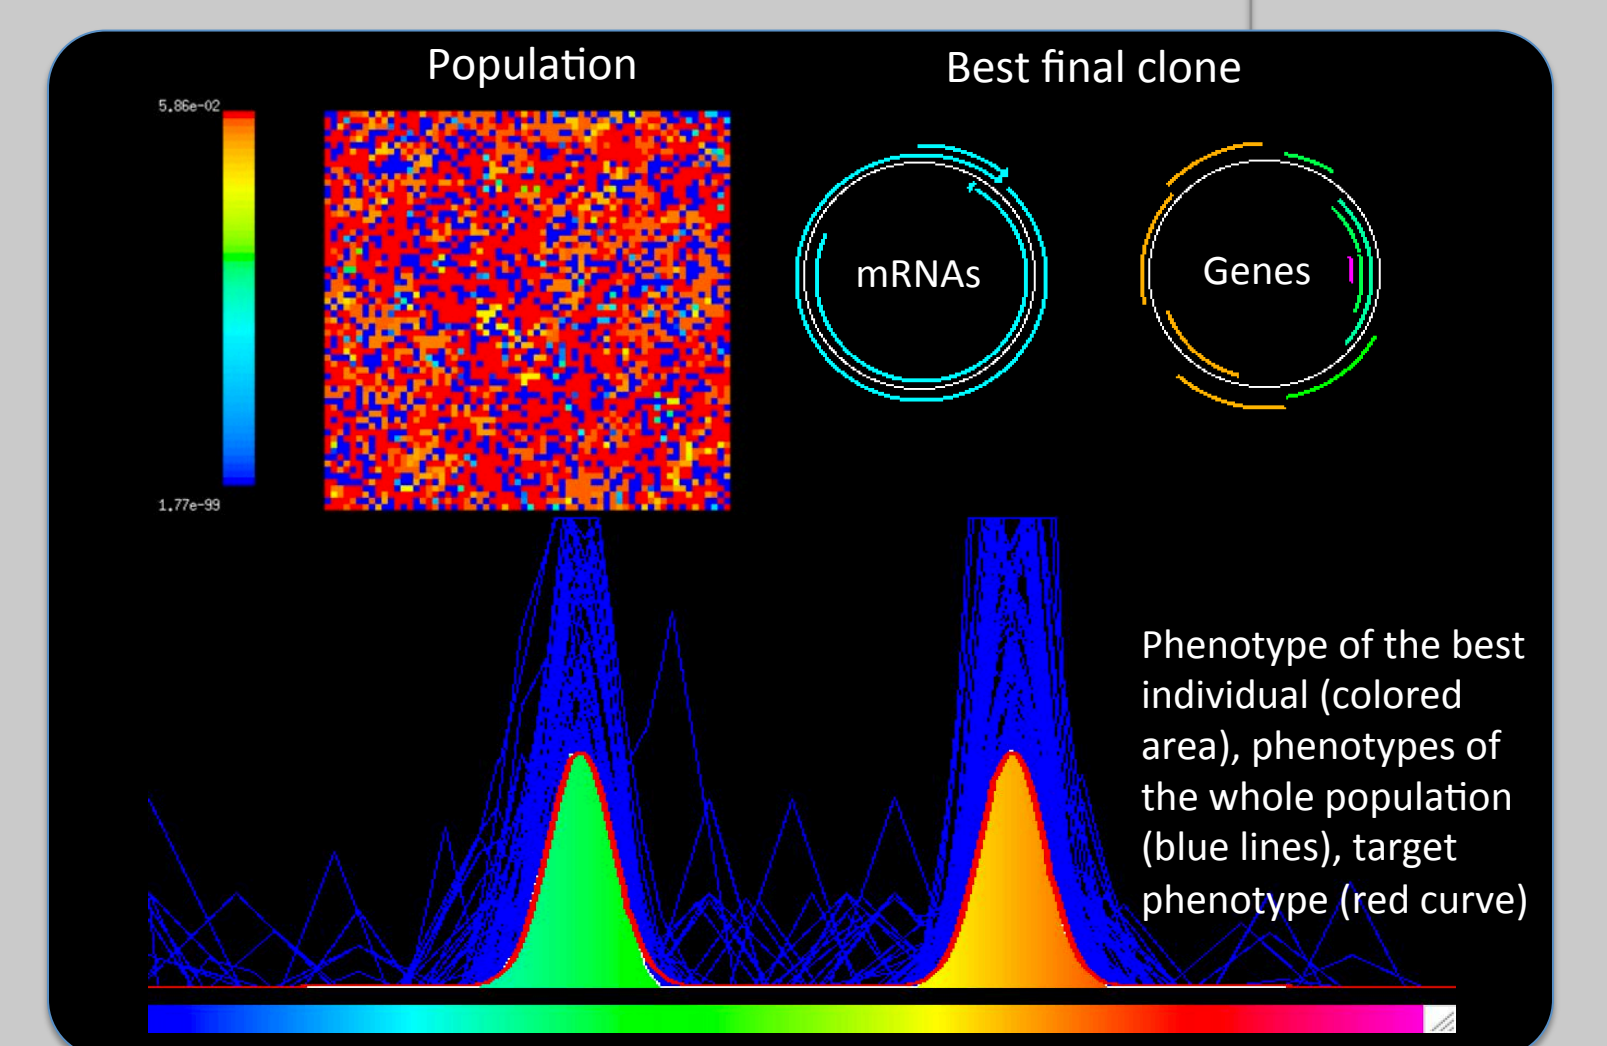 Population
Best final clone
5.86e-02
mRNAs
Genes
1.77e-99
Phenotype of the best
individual (colored
area), phenotypes of
the whole population
(blue lines), target
phenotype (red curve)